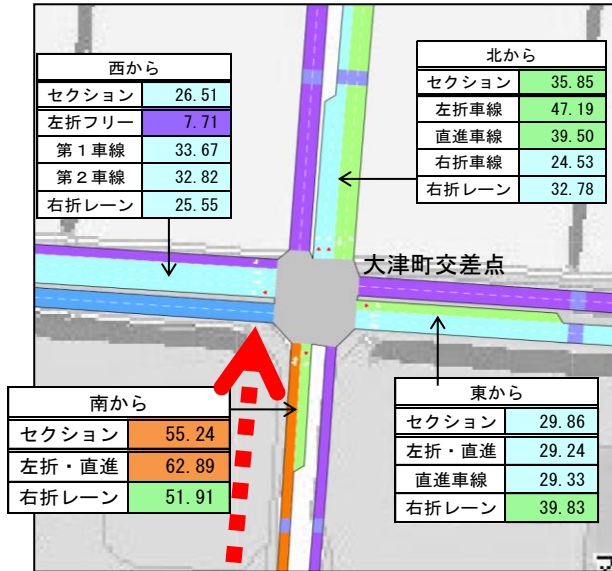 西から
セクション 26.51
左折フリー 7.71
第1車線 33.67
第2車線 32.82
右折レーン 25.55
北から
セクション 35.85
左折車線 47.19
直進車線 39.50
右折車線 24.53
右折レーン 32.78
大津町交差点
南から
セクション 55.24
左折・直進 62.89
右折レーン 51.91
東から
セクション 29.86
左折・直進 29.24
直進車線 29.33
右折レーン 39.83